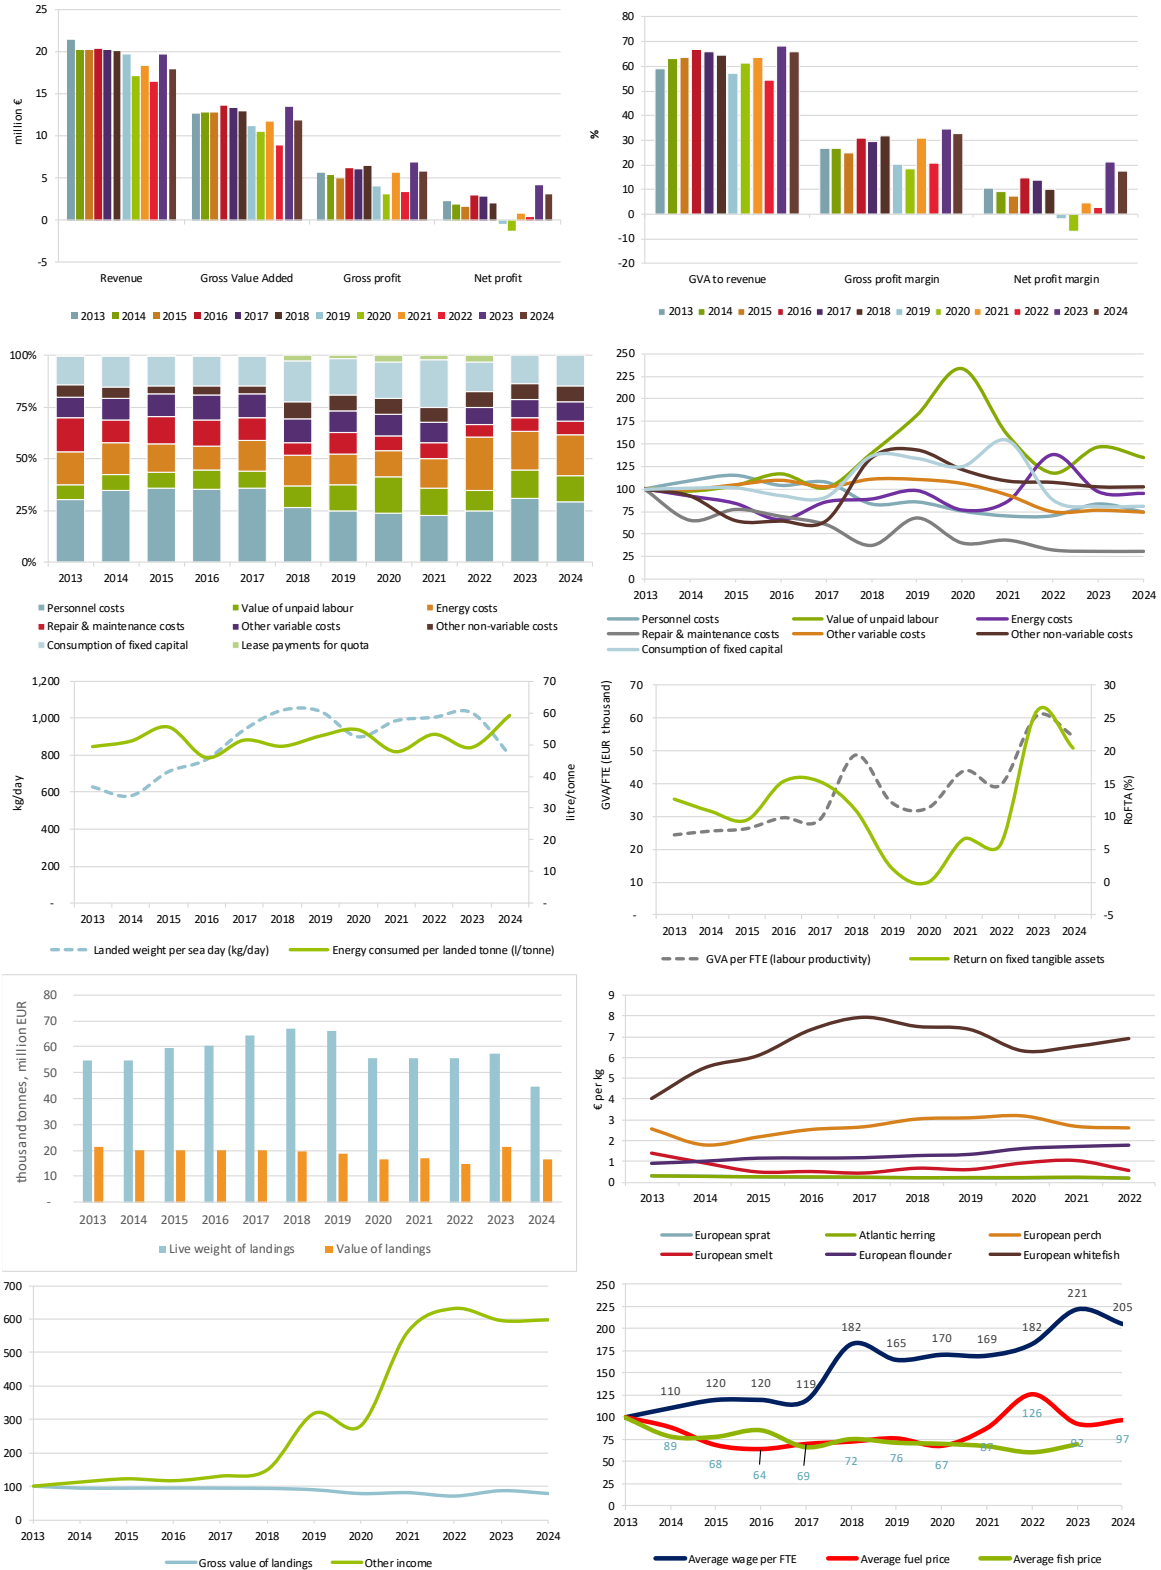 25
20
15
10
5
0
-5
million €
Revenue Gross Value Added Gross profit Net profit
2013 2014 2015 2016 2017 2018 2019 2020 2021 2022 2023 2024
80
70
60
50
40
30
20
10
0
-10
-20
%
GVA to revenue Gross profit margin Net profit margin
2013 2014 2015 2016 2017 2018 2019 2020 2021 2022 2023 2024
100%
75%
50%
25%
0%
2013 2014 2015 2016 2017 2018 2019 2020 2021 2022 2023 2024
Personnel costs Value of unpaid labour Energy costs
Repair & maintenance costs Other variable costs Other non-variable costs
Consumption of fixed capital Lease payments for quota
250
225
200
175
150
125
100
75
50
25
0
2013 2014 2015 2016 2017 2018 2019 2020 2021 2022 2023 2024
Personnel costs Value of unpaid labour Energy costs
Repair & maintenance costs Other variable costs Other non-variable costs
Consumption of fixed capital
1,200 70
1,000 60
800 50
600 40
400 30
200 20
- 10
-
kg/day
litre/tonne
2013 2014 2015 2016 2017 2018 2019 2020 2021 2022 2023 2024
Landed weight per sea day (kg/day) Energy consumed per landed tonne (l/tonne)
70 30
60 25
50 20
40 15
30 10
20 5
10 0
- -5
GVA/FTE (EUR thousand)
RoFTA (%)
2013 2014 2015 2016 2017 2018 2019 2020 2021 2022 2023 2024
GVA per FTE (labour productivity) Return on fixed tangible assets
80
70
60
50
40
30
20
10
-
thousand tonnes, million EUR
2013 2014 2015 2016 2017 2018 2019 2020 2021 2022 2023 2024
Live weight of landings Value of landings
9
8
7
6
5
4
3
2
1
0
€ per kg
2013 2014 2015 2016 2017 2018 2019 2020 2021 2022
European sprat Atlantic herring European perch
European smelt European flounder European whitefish
700
600
500
400
300
200
100
0
2013 2014 2015 2016 2017 2018 2019 2020 2021 2022 2023 2024
Gross value of landings Other income
250
225
200
175
150
125
100
75
50
25
0
110 120 120 119 182 165 170 169 182 221 205
89 68 64 69 72 76 67 87 126 92 97
2013 2014 2015 2016 2017 2018 2019 2020 2021 2022 2023 2024
Average wage per FTE Average fuel price Average fish price